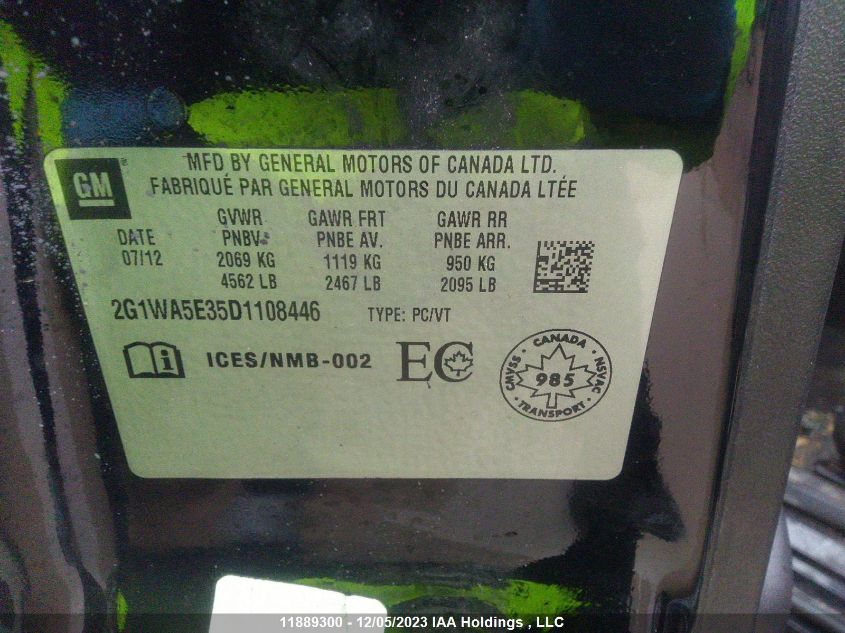 MFD BY GENERAL MOTORS OF CANADA LTD.
FABRIQUÉ PAR GENERAL MOTORS DU CANADA LTÉE
GM ®
GVWR GAWR FRT GAWR RR
DATE PNBV PNBE AV. PNBE ARR.
07/12 2069 KG 1119 KG 950 KG
4562 LB 2467 LB 2095 LB
2G1WA5E35D1108446 TYPE: PC/VT
i ICES/NMB-002 EC
CANADA
CMVSS 985 NSVAC
TRANSPORT
11889300 - 12/05/2023 IAA Holdings , LLC